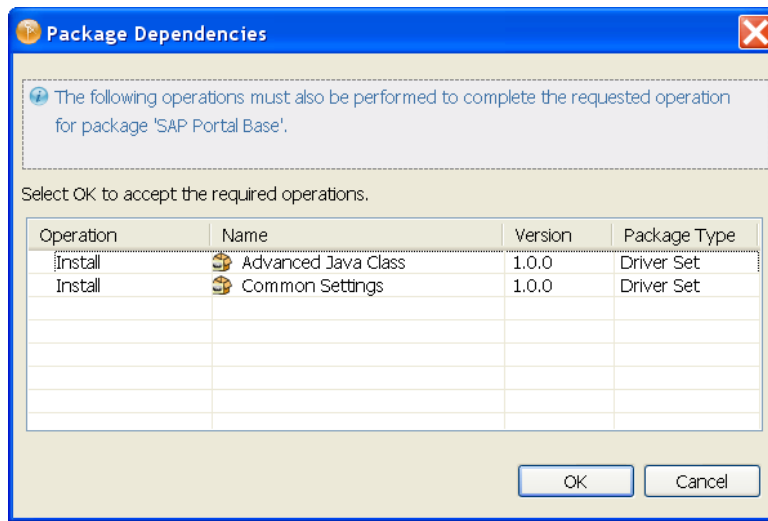 Package Dependencies
The following operations must also be performed to complete the requested operation
for package 'SAP Portal Base'.
Select OK to accept the required operations.
Operation Name Version Package Type
Install Advanced Java Class 1.0.0 Driver Set
Install Common Settings 1.0.0 Driver Set
OK Cancel